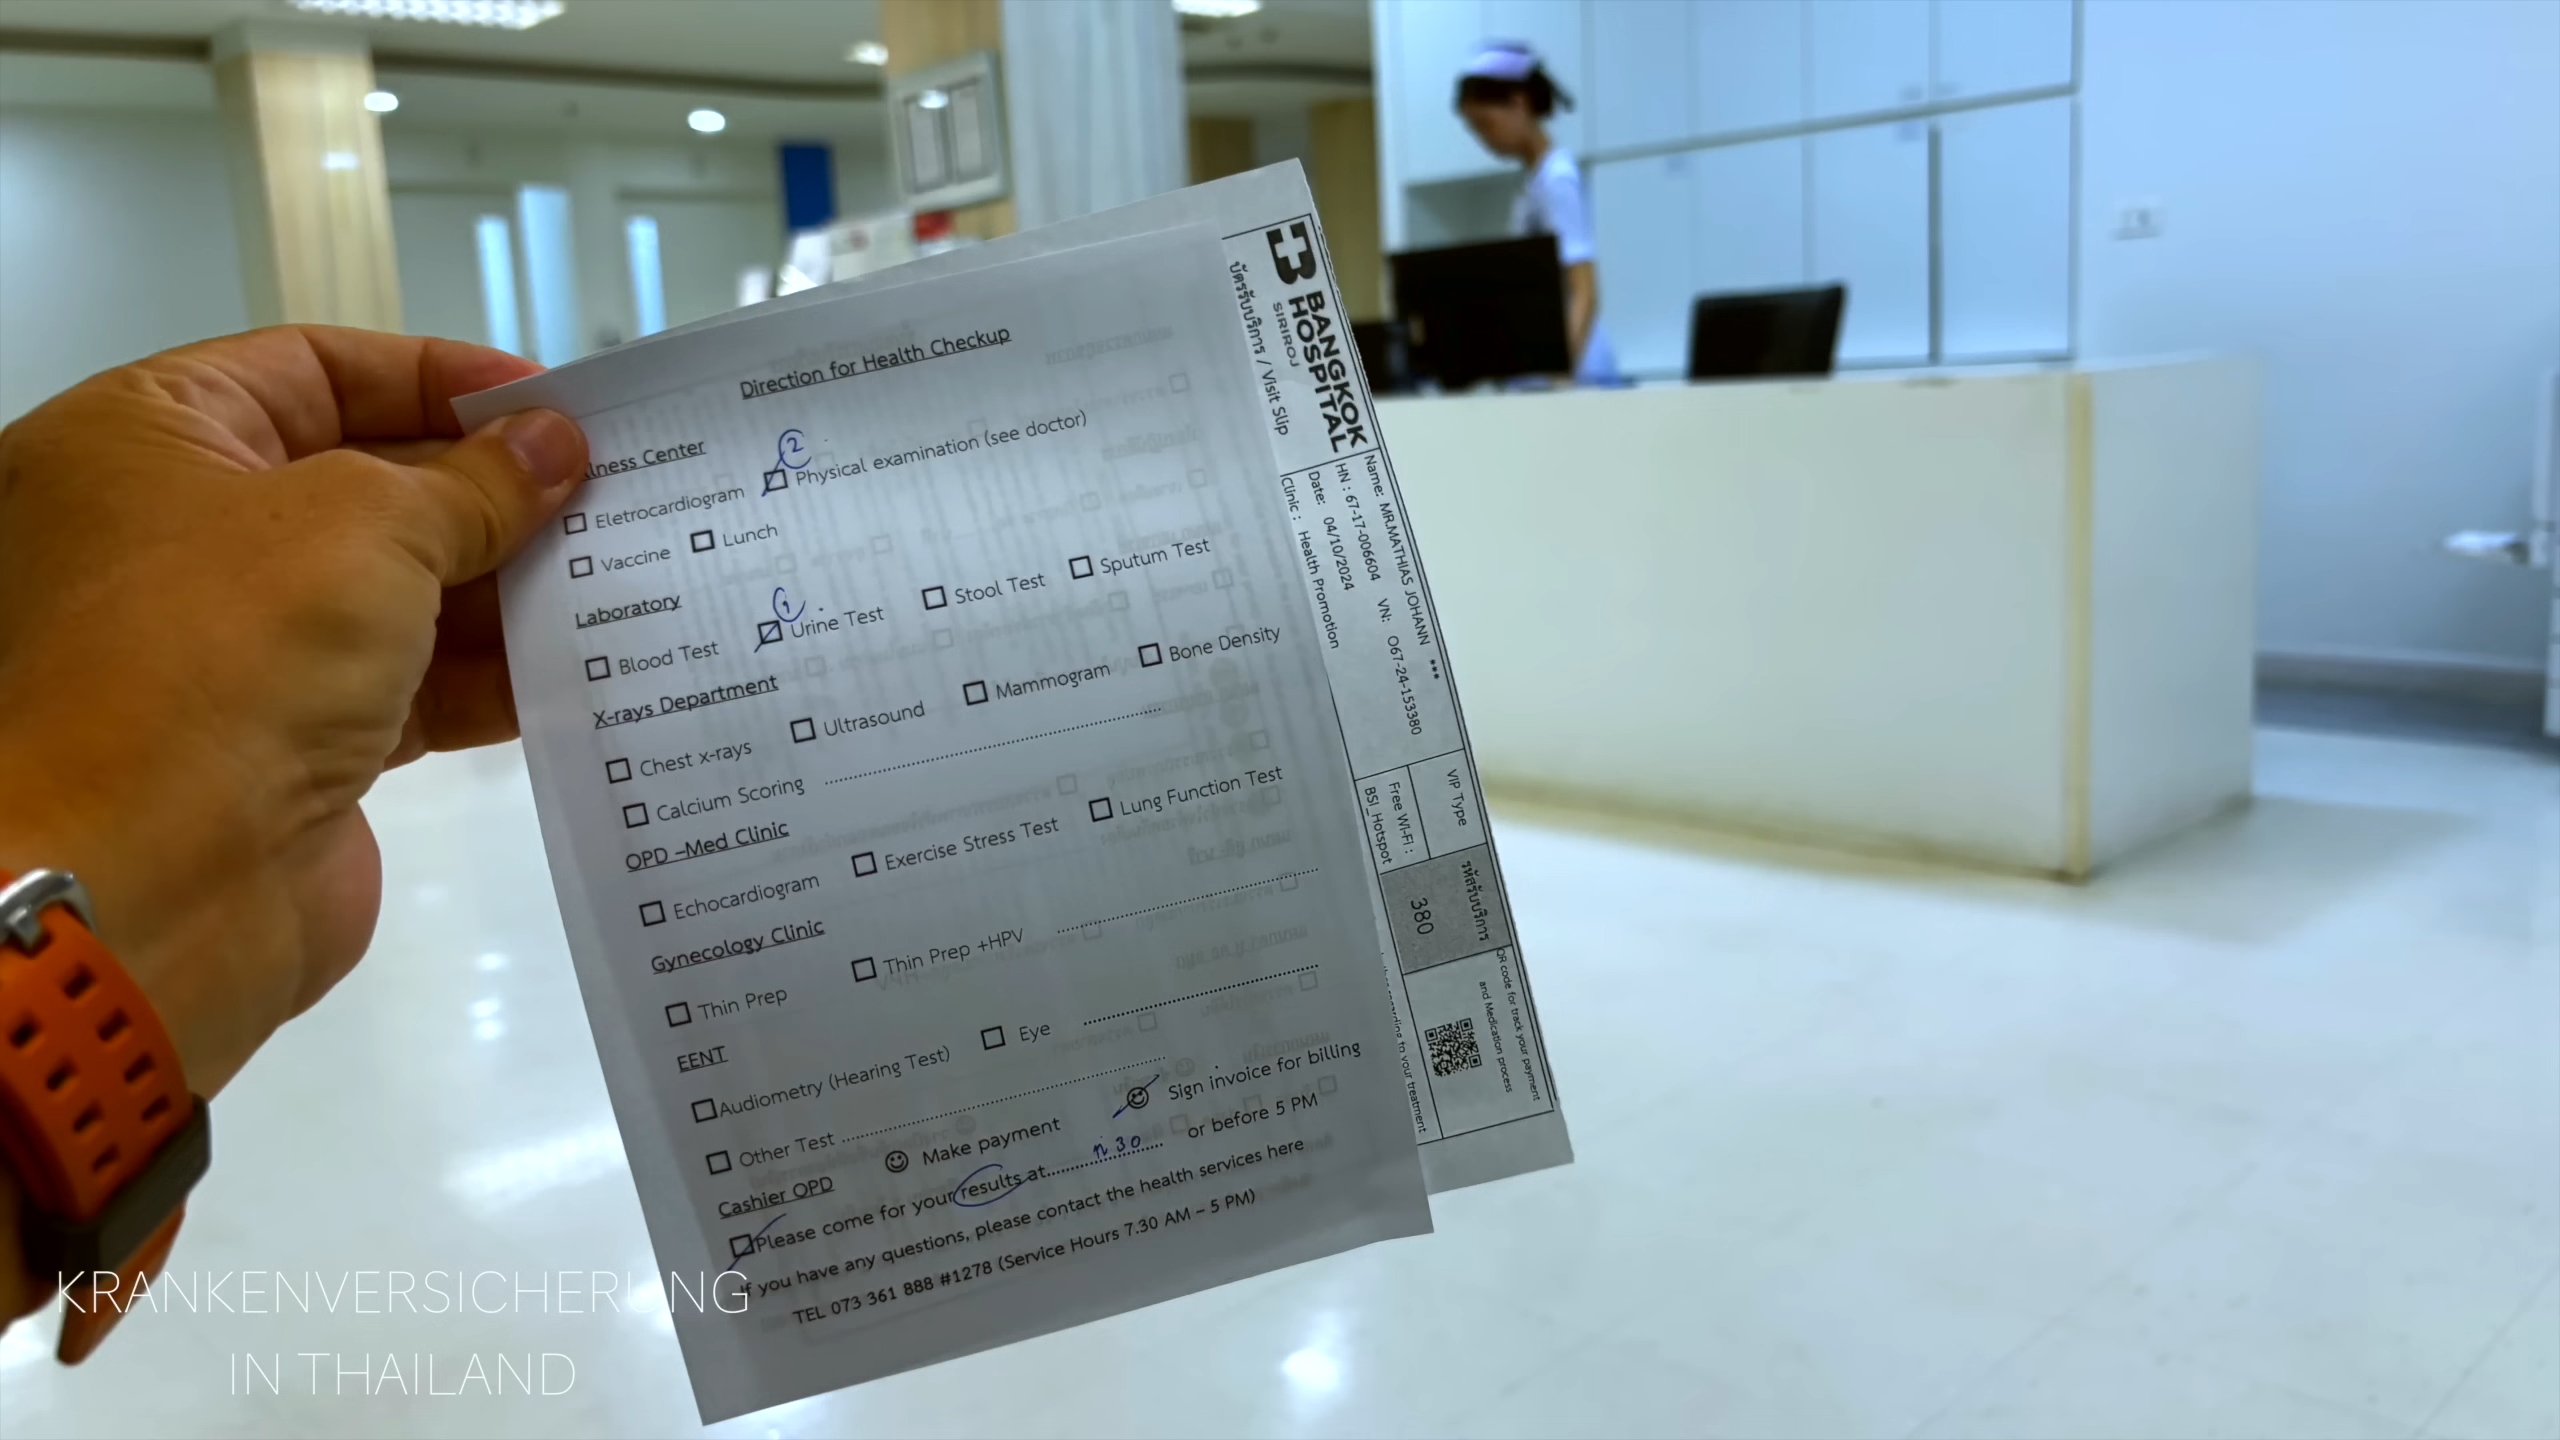 Direction for Health Checkup
lness Center
Eletrocardiogram ② Physical examination (see doctor)
Vaccine Lunch
Laboratory
Blood Test ① Urine Test Stool Test Sputum Test
X-rays Department
Chest x-rays Ultrasound Mammogram Bone Density
Calcium Scoring ........................
OPD –Med Clinic
Echocardiogram Exercise Stress Test Lung Function Test
Gynecology Clinic
Thin Prep Thin Prep +HPV ........................
EENT
Audiometry (Hearing Test) Eye ........................
Other Test ........................
Cashier OPD ☺ Make payment ☺ Sign invoice for billing
Please come for your results at........ 30 ........ or before 5 PM
If you have any questions, please contact the health services here
TEL 073 361 888 #1278 (Service Hours 7.30 AM – 5 PM)
BANGKOK
HOSPITAL
SIRIROJ
บัตรรับบริการ / Visit Slip
Name: MR.MATHIAS JOHANN ***
HN : 67-17-006604 VN: O67-24-153380
Date: 04/10/2024
Clinic : Health Promotion
VIP Type
Free Wi-Fi :
BSI_Hotspot
รหัสรับบริการ
380
QR code for track your payment
and Medication process
regarding to your treatment
KRANKENVERSICHERUNG
IN THAILAND